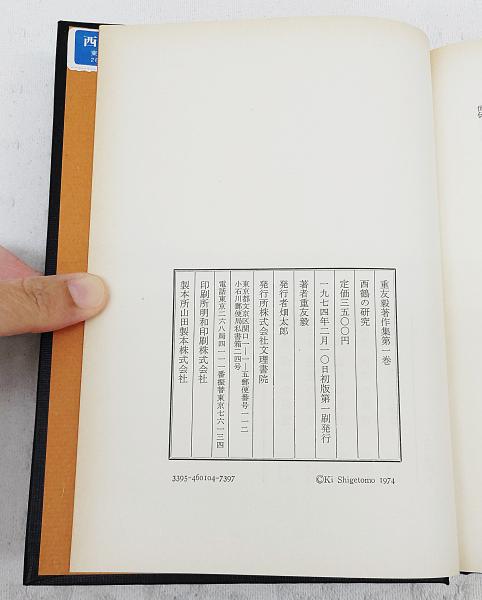 重友毅著作集第一巻
西鶴の研究
定価三五〇〇円
一九七四年二月一〇日初版第一刷発行
著者重友毅
発行者畑太郎
発行所株式会社文理書院
東京都文京区関口一—一—五郵便番号一一二
小石川郵便局私書箱二四号
電話東京二六八局四一一一番振替東京七六一三四
印刷所明和印刷株式会社
製本所山田製本株式会社
3395-460104-7397
©Ki Shigetomo 1974
西
東